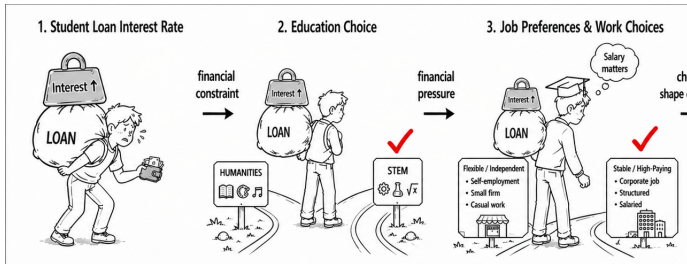 1. Student Loan Interest Rate
Interest ↑
LOAN
financial
constraint
2. Education Choice
Interest ↑
LOAN
HUMANITIES
STEM
√x
financial
pressure
3. Job Preferences & Work Choices
Salary
matters
Interest ↑
LOAN
Flexible / Independent
• Self-employment
• Small firm
• Casual work
Stable / High-Paying
• Corporate job
• Structured
• Salaried
ch
shape